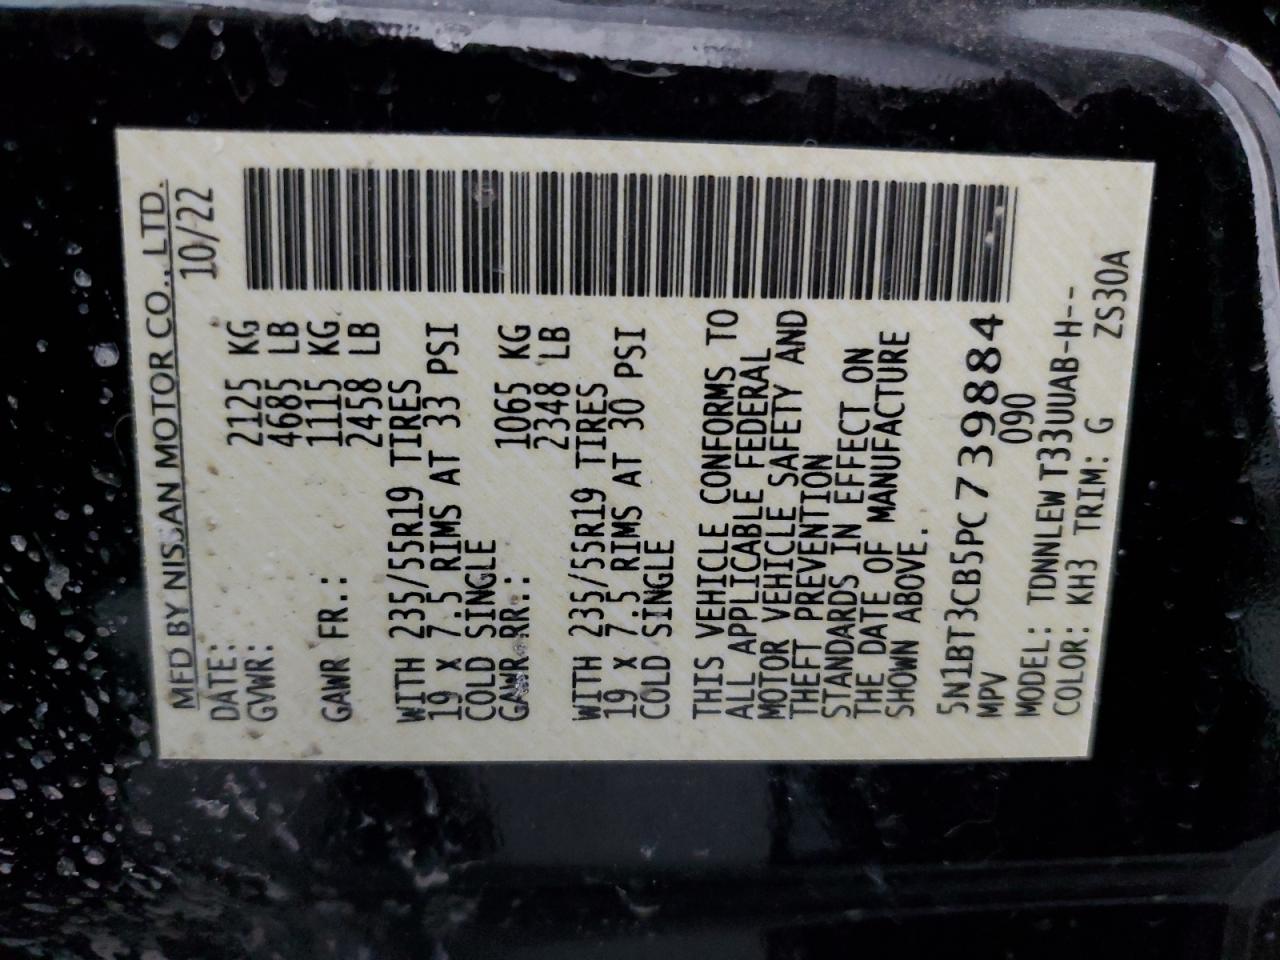 MFD BY NISSAN MOTOR CO., LTD.
DATE: 10/22
GVWR: 2125 KG
4685 LB
GAWR FR.: 1115 KG
2458 LB
WITH 235/55R19 TIRES
19 X 7.5 RIMS AT 33 PSI
COLD SINGLE
GAWR RR.: 1065 KG
2348 LB
WITH 235/55R19 TIRES
19 X 7.5 RIMS AT 30 PSI
COLD SINGLE
THIS VEHICLE CONFORMS TO
ALL APPLICABLE FEDERAL
MOTOR VEHICLE SAFETY AND
THEFT PREVENTION
STANDARDS IN EFFECT ON
THE DATE OF MANUFACTURE
SHOWN ABOVE.
5N1BT3CB5PC739884
MPV 090
MODEL: TDNNLEW T33UUAB-H--
COLOR: KH3 TRIM: G ZS30A